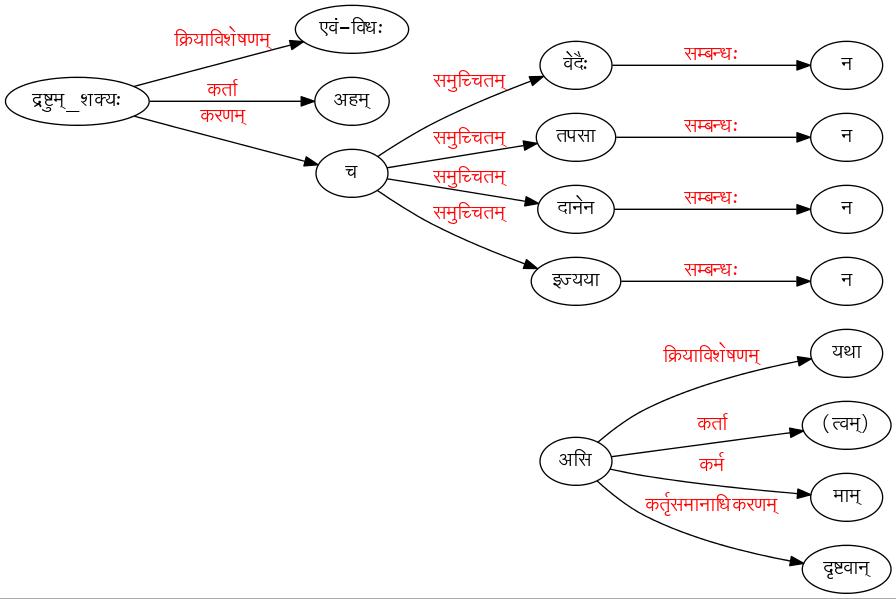 एवं-विधः
क्रियाविशेषणम्
वेदैः
सम्बन्धः
न
समुच्चितम्
द्रष्टुम्_शक्यः
कर्ता
अहम्
करणम्
तपसा
सम्बन्धः
न
समुच्चितम्
च
समुच्चितम्
दानेन
सम्बन्धः
न
समुच्चितम्
इज्यया
सम्बन्धः
न
क्रियाविशेषणम्
यथा
कर्ता
(त्वम्)
असि
कर्म
माम्
कर्तृसमानाधिकरणम्
दृष्टवान्